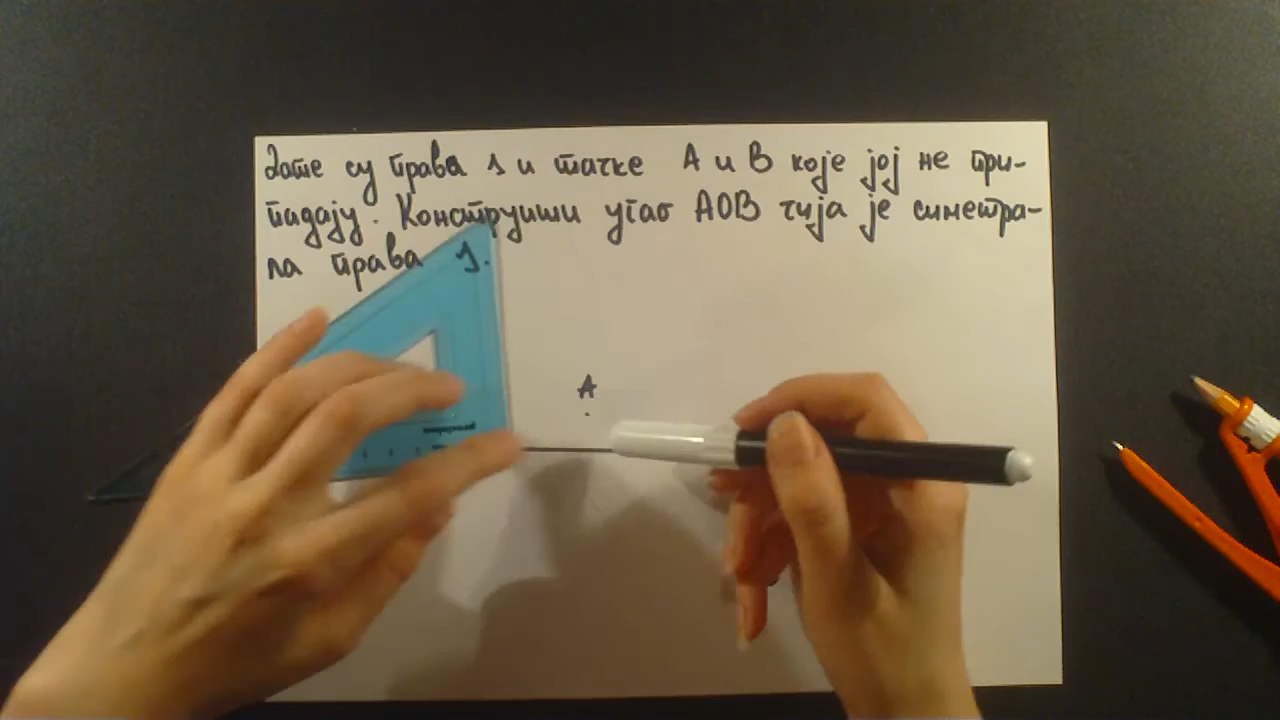 Дате су права s и тачке A и B које јој не при-
падају. Конструиши угао AOB чија је симетра-
ла права s.
A